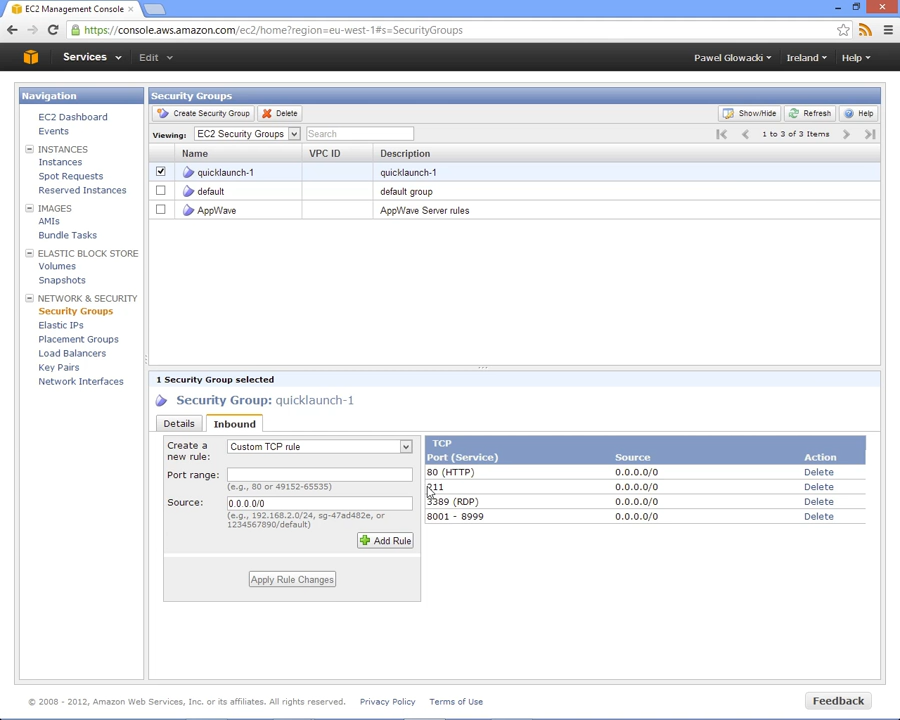 EC2 Management Console
https://console.aws.amazon.com/ec2/home?region=eu-west-1#s=SecurityGroups
Services Edit Pawel Glowacki Ireland Help
Navigation
EC2 Dashboard
Events
INSTANCES
Instances
Spot Requests
Reserved Instances
IMAGES
AMIs
Bundle Tasks
ELASTIC BLOCK STORE
Volumes
Snapshots
NETWORK & SECURITY
Security Groups
Elastic IPs
Placement Groups
Load Balancers
Key Pairs
Network Interfaces
Security Groups
Create Security Group Delete Show/Hide Refresh Help
Viewing: EC2 Security Groups Search 1 to 3 of 3 Items
Name VPC ID Description
quicklaunch-1 quicklaunch-1
default default group
AppWave AppWave Server rules
1 Security Group selected
Security Group: quicklaunch-1
Details Inbound
Create a new rule: Custom TCP rule
Port range:
(e.g., 80 or 49152-65535)
Source: 0.0.0.0/0
(e.g., 192.168.2.0/24, sg-47ad482e, or
1234567890/default)
Add Rule
Apply Rule Changes
TCP
Port (Service) Source Action
80 (HTTP) 0.0.0.0/0 Delete
0.0.0.0/0 Delete
3389 (RDP) 0.0.0.0/0 Delete
8001 - 8999 0.0.0.0/0 Delete
© 2008 - 2012, Amazon Web Services, Inc. or its affiliates. All rights reserved. Privacy Policy Terms of Use Feedback